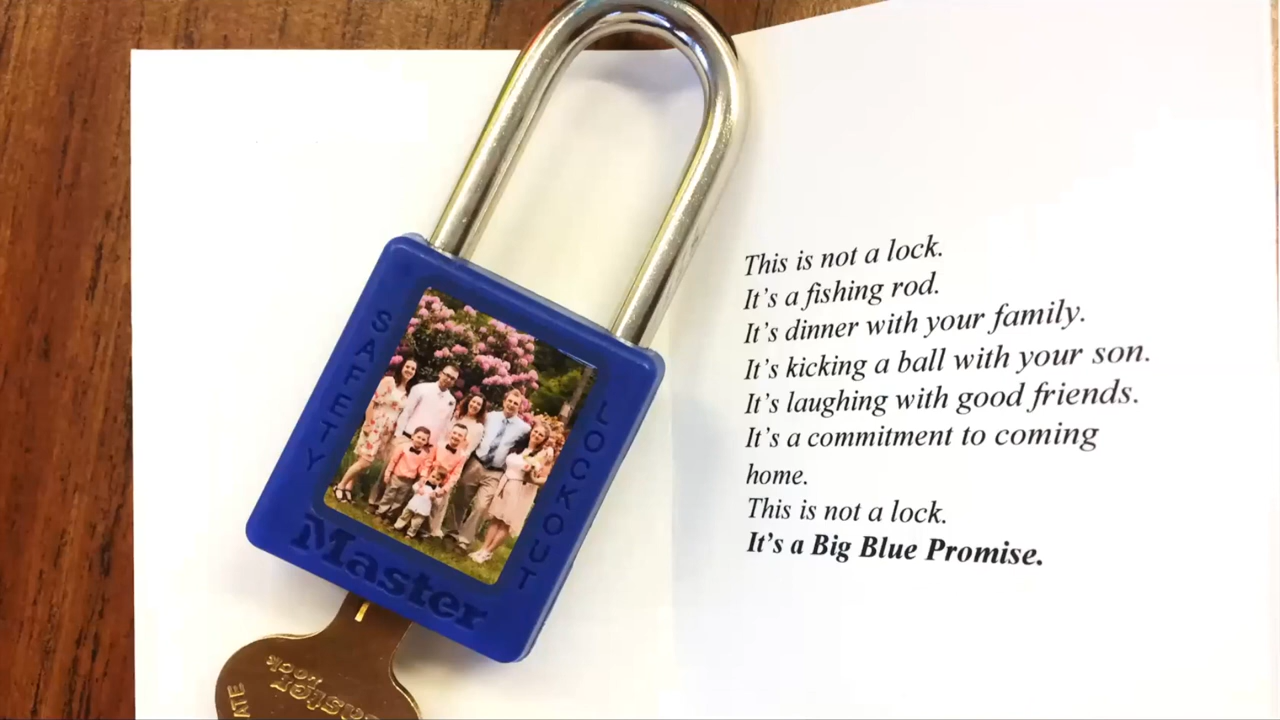 SAFETY
LOCKOUT
Master
Master
Lock
This is not a lock.
It's a fishing rod.
It's dinner with your family.
It's kicking a ball with your son.
It's laughing with good friends.
It's a commitment to coming
home.
This is not a lock.
It's a Big Blue Promise.